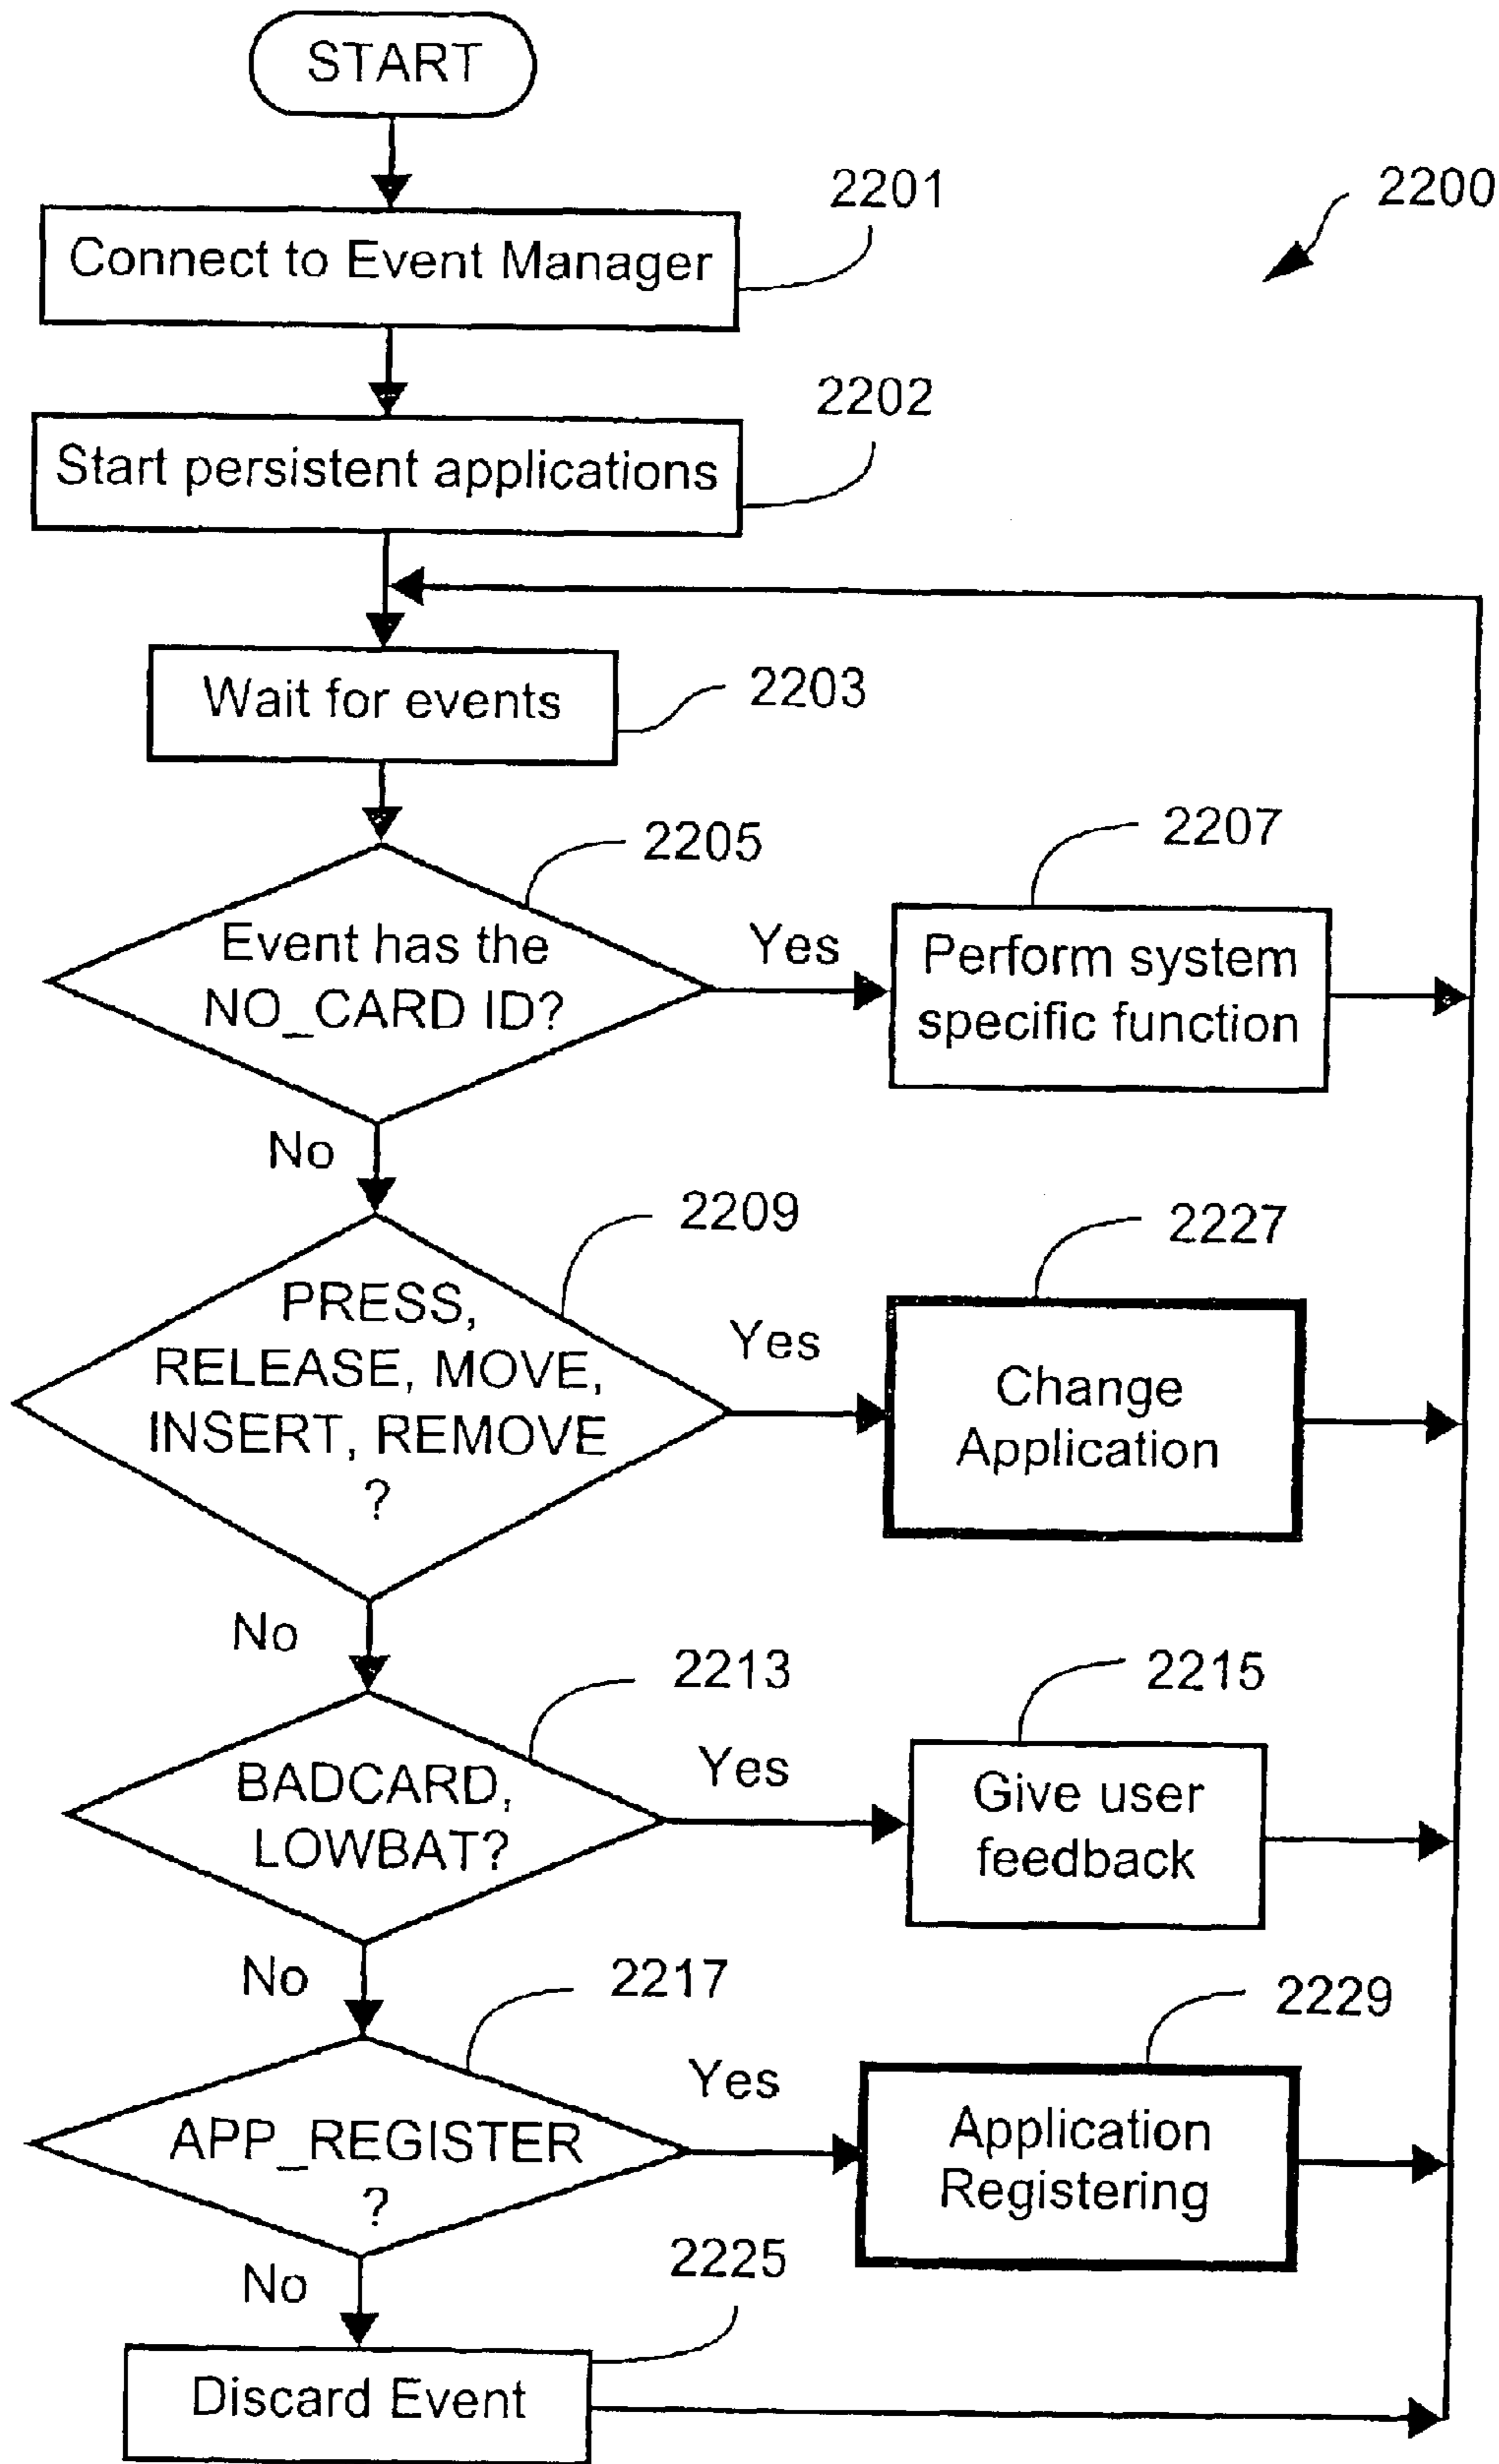 START
2200
2201
Connect to Event Manager
2202
Start persistent applications
Wait for events
2203
2205
2207
Event has the
NO_CARD ID?
Yes
Perform system
specific function
No
2209
2227
PRESS,
RELEASE, MOVE,
INSERT, REMOVE
?
Yes
Change
Application
No
2213
2215
BADCARD,
LOWBAT?
Yes
Give user
feedback
No
2217
2229
APP_REGISTER
?
Yes
Application
Registering
No
2225
Discard Event